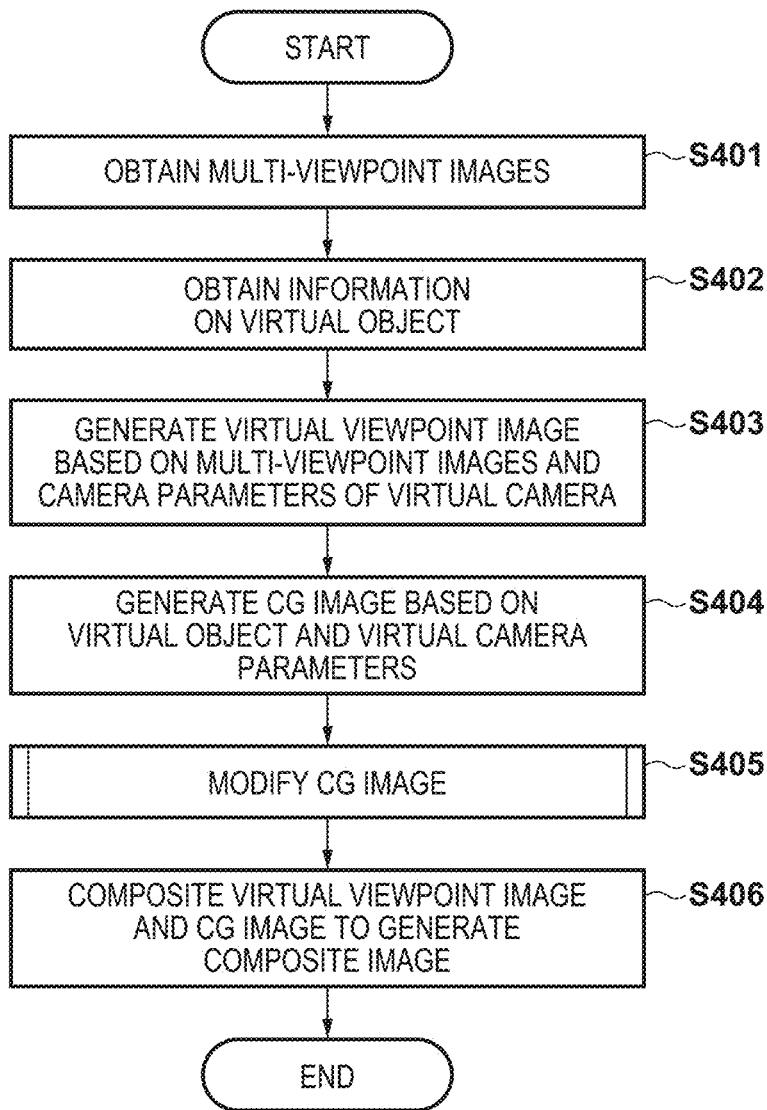 START
OBTAIN MULTI-VIEWPOINT IMAGES
S401
OBTAIN INFORMATION
ON VIRTUAL OBJECT
S402
GENERATE VIRTUAL VIEWPOINT IMAGE
BASED ON MULTI-VIEWPOINT IMAGES AND
CAMERA PARAMETERS OF VIRTUAL CAMERA
S403
GENERATE CG IMAGE BASED ON
VIRTUAL OBJECT AND VIRTUAL CAMERA
PARAMETERS
S404
MODIFY CG IMAGE
S405
COMPOSITE VIRTUAL VIEWPOINT IMAGE
AND CG IMAGE TO GENERATE
COMPOSITE IMAGE
S406
END